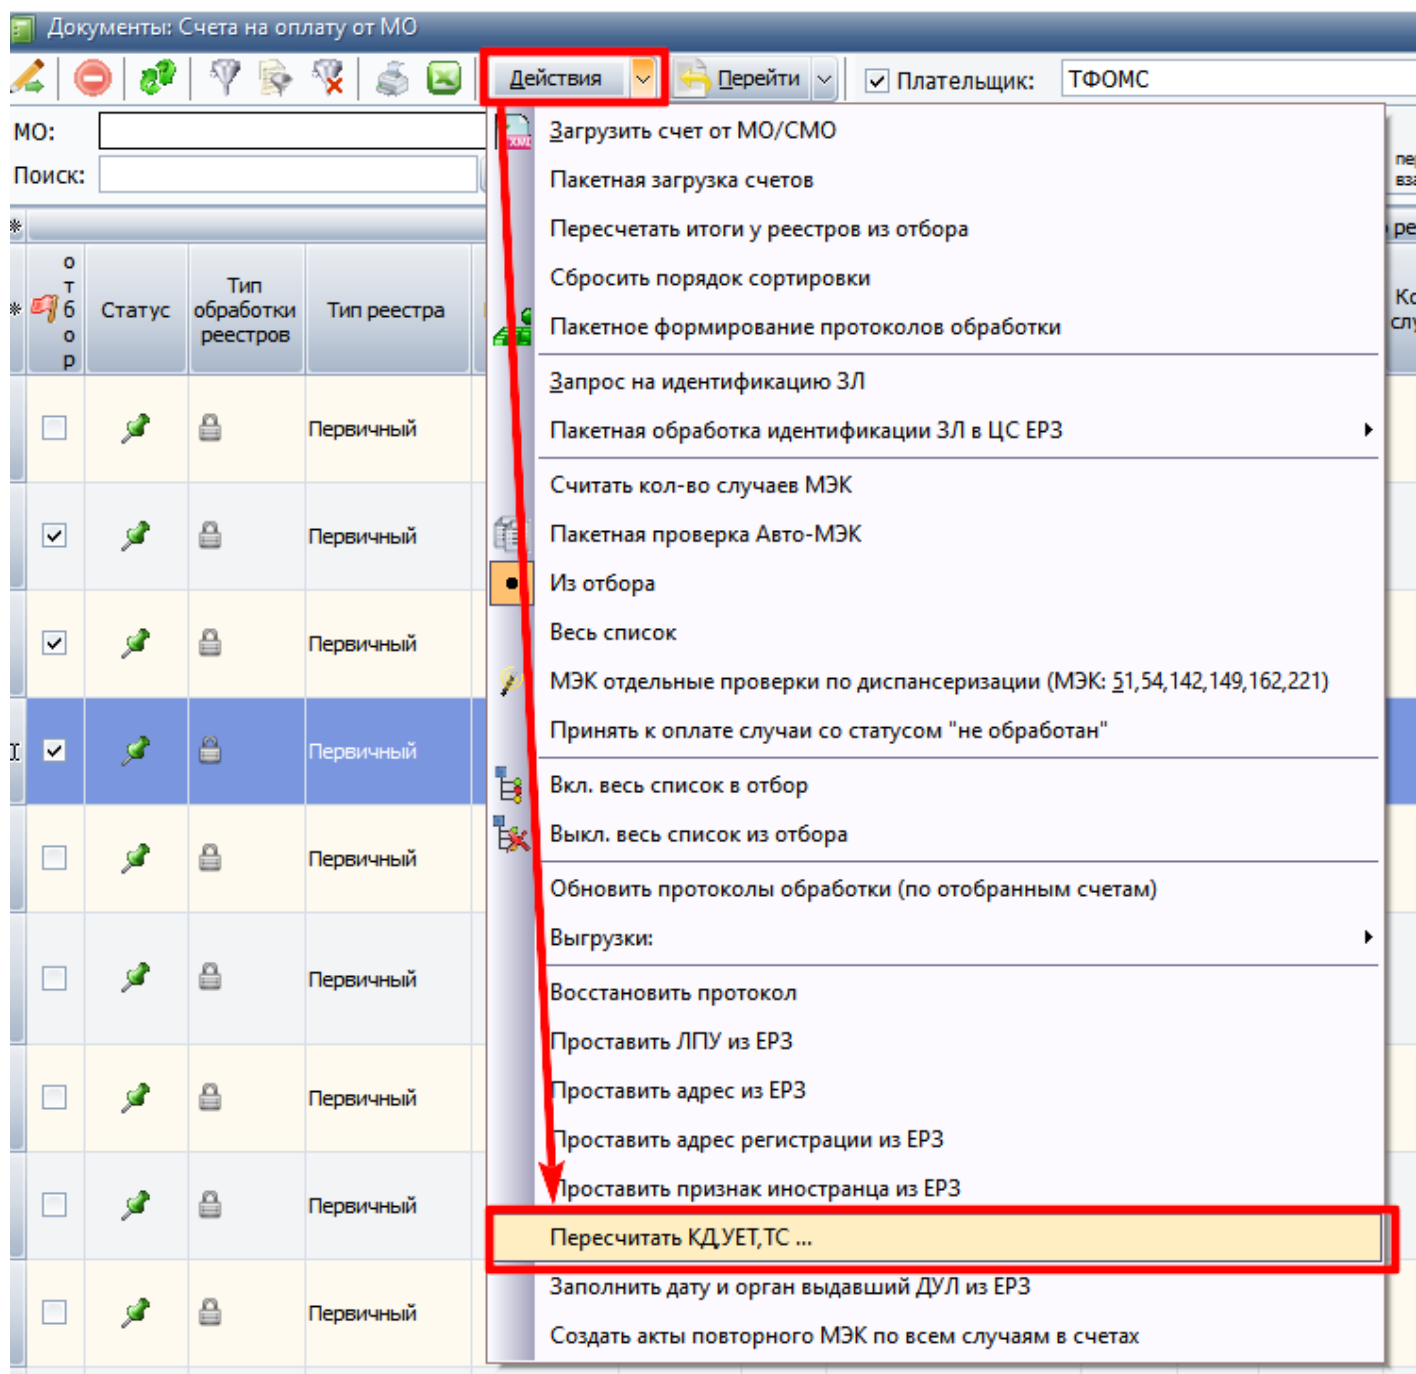 Документы: Счета на оплату от МО
Действия
Перейти
Плательщик:
ТФОМС
МО:
Поиск:
отбор
Статус
Тип
обработки
реестров
Тип реестра
Загрузить счет от МО/СМО
Пакетная загрузка счетов
Пересчетать итоги у реестров из отбора
Сбросить порядок сортировки
Пакетное формирование протоколов обработки
Запрос на идентификацию ЗЛ
Пакетная обработка идентификации ЗЛ в ЦС ЕРЗ
Считать кол-во случаев МЭК
Пакетная проверка Авто-МЭК
Из отбора
Весь список
МЭК отдельные проверки по диспансеризации (МЭК: 51,54,142,149,162,221)
Принять к оплате случаи со статусом "не обработан"
Вкл. весь список в отбор
Выкл. весь список из отбора
Обновить протоколы обработки (по отобранным счетам)
Выгрузки:
Восстановить протокол
Проставить ЛПУ из ЕРЗ
Проставить адрес из ЕРЗ
Проставить адрес регистрации из ЕРЗ
Проставить признак иностранца из ЕРЗ
Пересчитать КД,УЕТ,ТС ...
Заполнить дату и орган выдавший ДУЛ из ЕРЗ
Создать акты повторного МЭК по всем случаям в счетах
Первичный
Первичный
Первичный
Первичный
Первичный
Первичный
Первичный
Первичный
Первичный